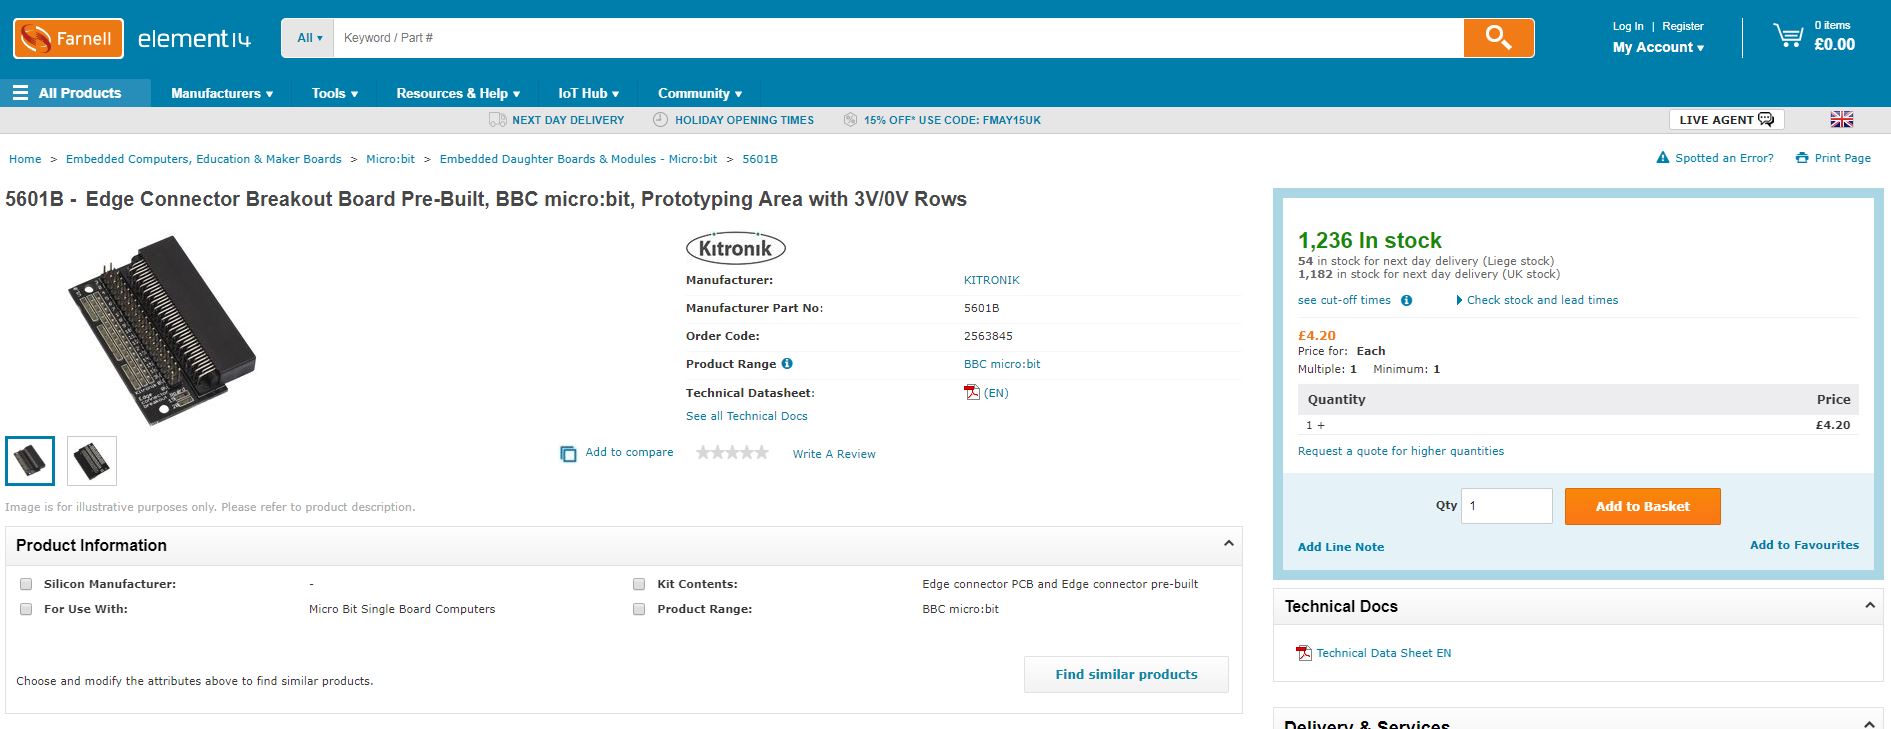 Farnell element14 All ▾ Keyword / Part # Log In | Register
My Account ▾
0 items
£0.00
All Products Manufacturers ▾ Tools ▾ Resources & Help ▾ IoT Hub ▾ Community ▾
NEXT DAY DELIVERY HOLIDAY OPENING TIMES 15% OFF* USE CODE: FMAY15UK LIVE AGENT
Home > Embedded Computers, Education & Maker Boards > Micro:bit > Embedded Daughter Boards & Modules - Micro:bit > 5601B
Spotted an Error? Print Page
5601B - Edge Connector Breakout Board Pre-Built, BBC micro:bit, Prototyping Area with 3V/0V Rows
Edge
connector
breakout board
Kitronik
Manufacturer: KITRONIK
Manufacturer Part No: 5601B
Order Code: 2563845
Product Range BBC micro:bit
Technical Datasheet: (EN)
See all Technical Docs
Add to compare Write A Review
Image is for illustrative purposes only. Please refer to product description.
Product Information
Silicon Manufacturer: - Kit Contents: Edge connector PCB and Edge connector pre-built
For Use With: Micro Bit Single Board Computers Product Range: BBC micro:bit
Choose and modify the attributes above to find similar products. Find similar products
1,236 In stock
54 in stock for next day delivery (Liege stock)
1,182 in stock for next day delivery (UK stock)
see cut-off times Check stock and lead times
£4.20
Price for: Each
Multiple: 1 Minimum: 1
Quantity Price
1 + £4.20
Request a quote for higher quantities
Qty 1 Add to Basket
Add Line Note Add to Favourites
Technical Docs
Technical Data Sheet EN
Delivery & Services